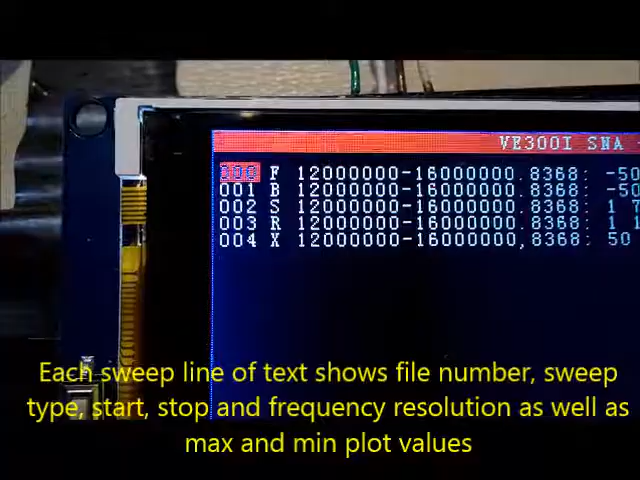 VE3OOI SNA -
000 F 12000000-16000000.8368: -50
001 B 12000000-16000000.8368: -50
002 S 12000000-16000000.8368: 1 7
003 R 12000000-16000000.8368: 1 1
004 X 12000000-16000000,8368: 50
Each sweep line of text shows file number, sweep
type, start, stop and frequency resolution as well as
max and min plot values